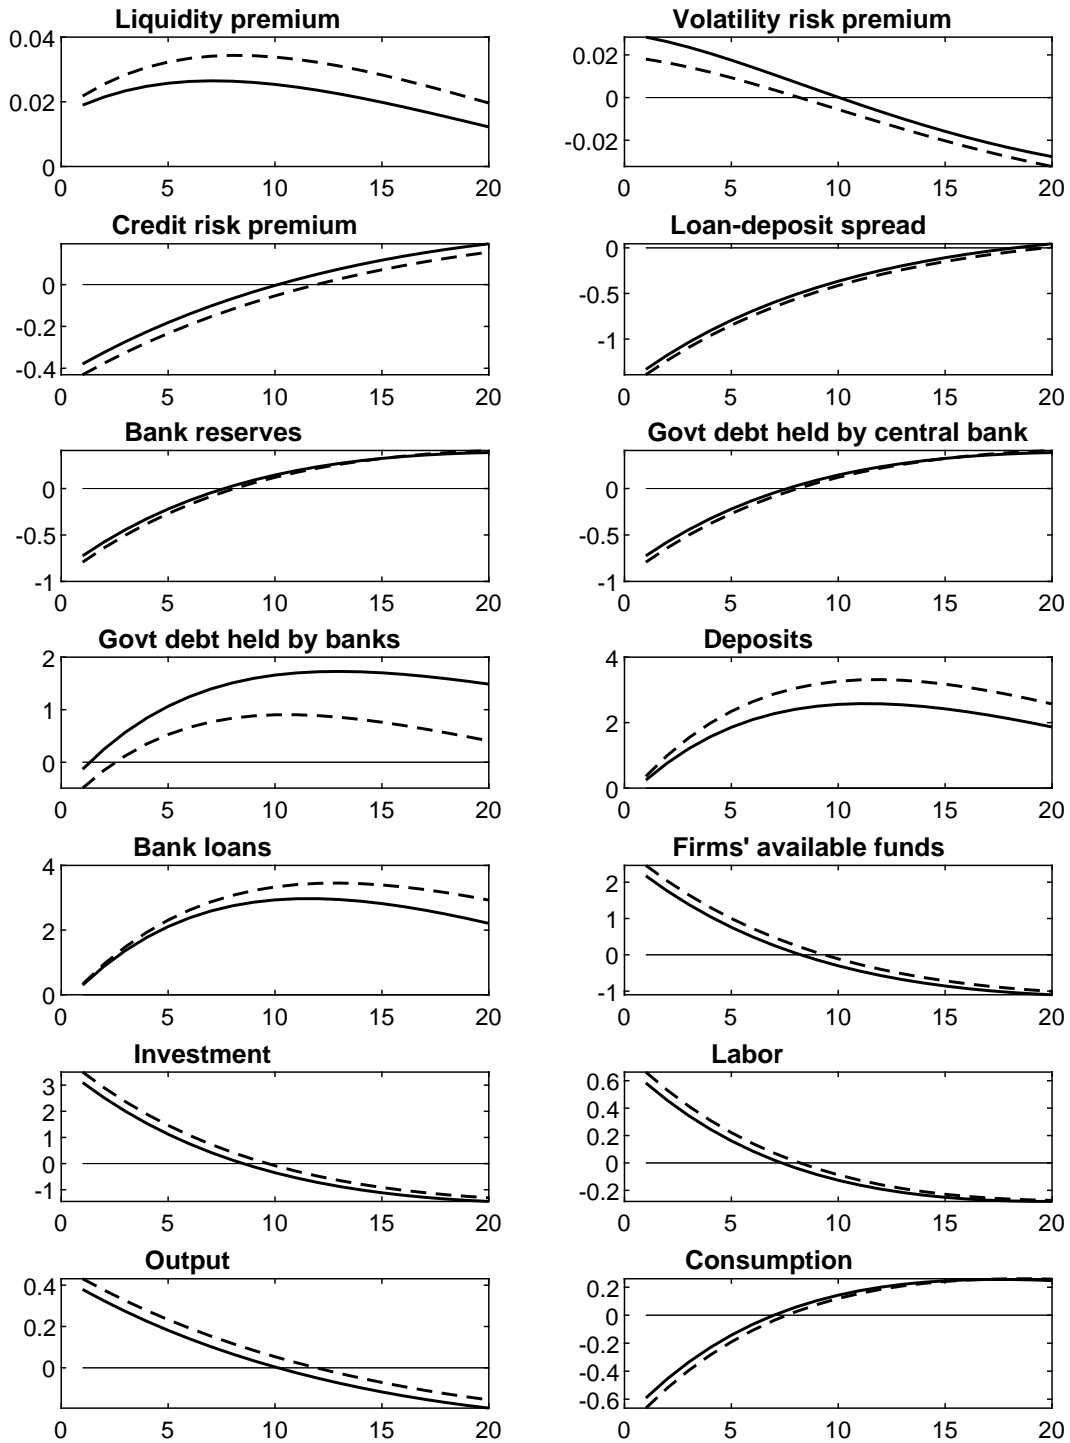 Liquidity premium
0.04
0.02
0
0 5 10 15 20
Volatility risk premium
0.02
0
-0.02
0 5 10 15 20
Credit risk premium
0
-0.2
-0.4
0 5 10 15 20
Loan-deposit spread
0
-0.5
-1
0 5 10 15 20
Bank reserves
0
-0.5
-1
0 5 10 15 20
Govt debt held by central bank
0
-0.5
-1
0 5 10 15 20
Govt debt held by banks
2
1
0
0 5 10 15 20
Deposits
4
2
0
0 5 10 15 20
Bank loans
4
2
0
0 5 10 15 20
Firms' available funds
2
1
0
-1
0 5 10 15 20
Investment
3
2
1
0
-1
0 5 10 15 20
Labor
0.6
0.4
0.2
0
-0.2
0 5 10 15 20
Output
0.4
0.2
0
0 5 10 15 20
Consumption
0.2
0
-0.2
-0.4
-0.6
0 5 10 15 20